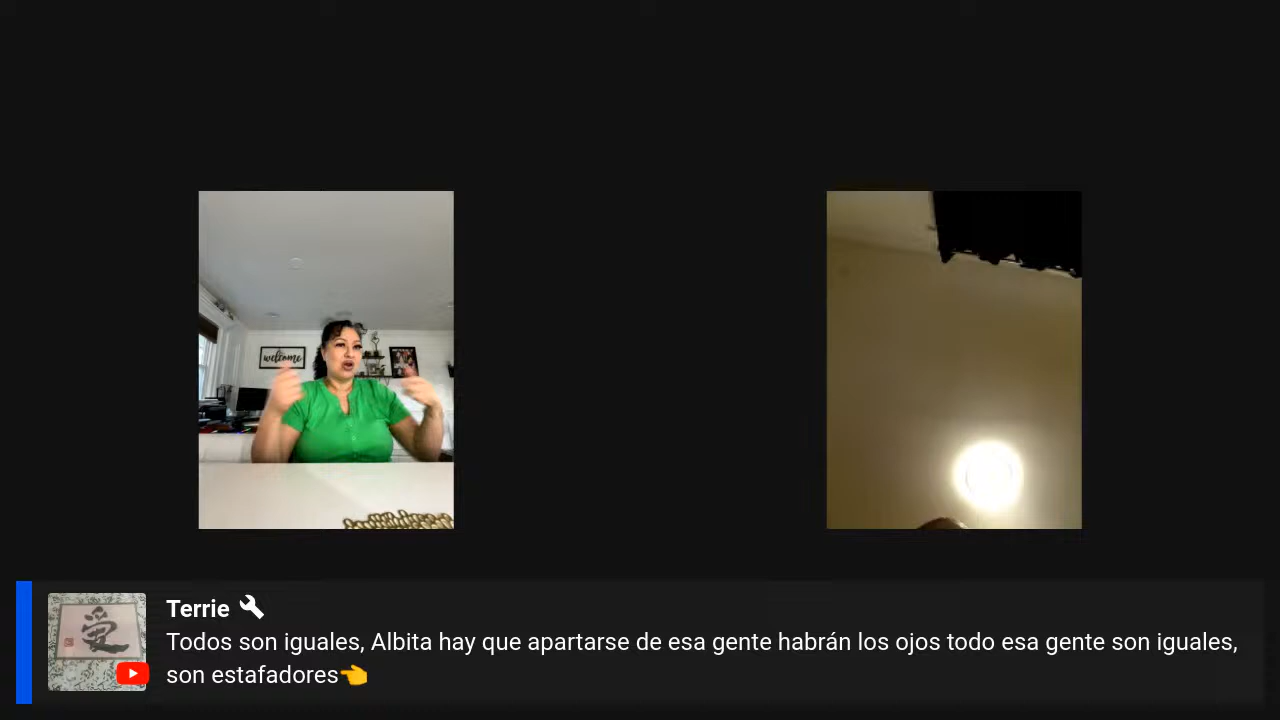 welcome
Terrie
Todos son iguales, Albita hay que apartarse de esa gente habrán los ojos todo esa gente son iguales,
son estafadores👈
愛